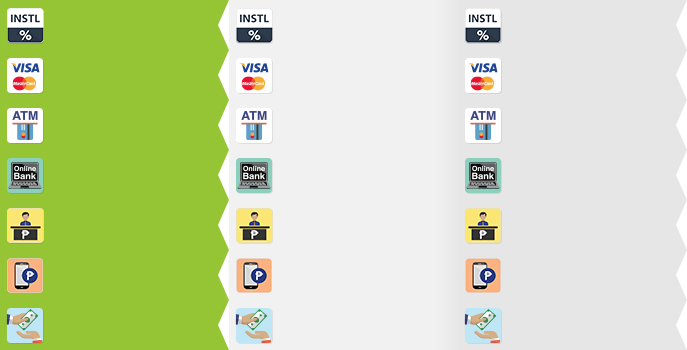 INSTL INSTL INSTL
% % %
VISA VISA VISA
MasterCard MasterCard MasterCard
ATM ATM ATM
Online Online Online
Bank Bank Bank
₱ ₱ ₱
₱ ₱ ₱